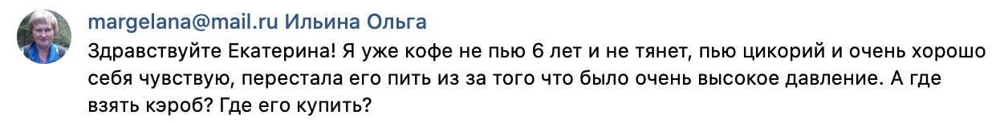 margelana@mail.ru Ильина Ольга
Здравствуйте Екатерина! Я уже кофе не пью 6 лет и не тянет, пью цикорий и очень хорошо
себя чувствую, перестала его пить из за того что было очень высокое давление. А где
взять кэроб? Где его купить?